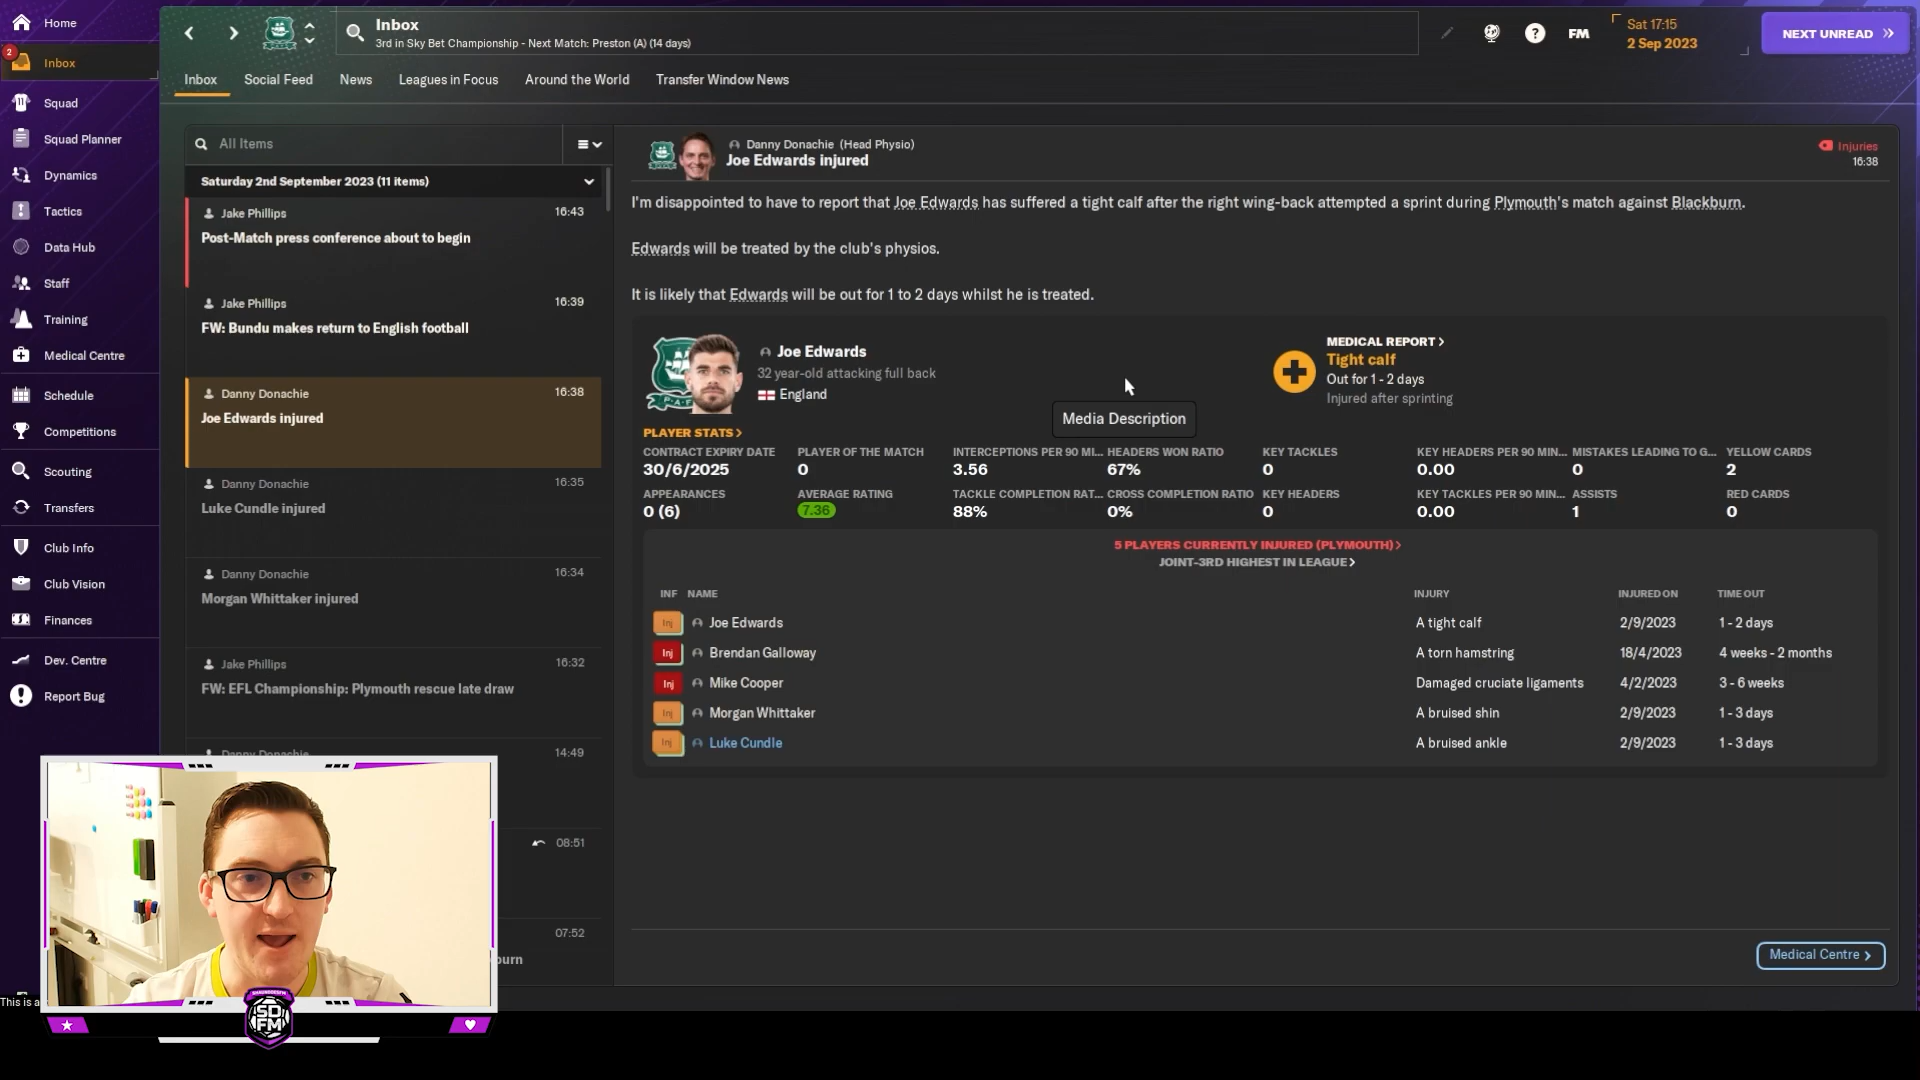 Home
2
Inbox
Squad
Squad Planner
Dynamics
Tactics
Data Hub
Staff
Training
Medical Centre
Schedule
Competitions
Scouting
Transfers
Club Info
Club Vision
Finances
Dev. Centre
Report Bug
Inbox
3rd in Sky Bet Championship - Next Match: Preston (A) (14 days)
FM
Sat 17:15
2 Sep 2023
NEXT UNREAD
Inbox Social Feed News Leagues in Focus Around the World Transfer Window News
All Items
Saturday 2nd September 2023 (11 items)
Jake Phillips 16:43
Post-Match press conference about to begin
Jake Phillips 16:39
FW: Bundu makes return to English football
Danny Donachie 16:38
Joe Edwards injured
Danny Donachie 16:35
Luke Cundle injured
Danny Donachie 16:34
Morgan Whittaker injured
Jake Phillips 16:32
FW: EFL Championship: Plymouth rescue late draw
Danny Donachie 14:49
08:51
07:52
burn
Danny Donachie (Head Physio)
Joe Edwards injured
Injuries
16:38
I'm disappointed to have to report that Joe Edwards has suffered a tight calf after the right wing-back attempted a sprint during Plymouth's match against Blackburn.
Edwards will be treated by the club's physios.
It is likely that Edwards will be out for 1 to 2 days whilst he is treated.
Joe Edwards
32 year-old attacking full back
England
MEDICAL REPORT >
Tight calf
Out for 1 - 2 days
Injured after sprinting
Media Description
PLAYER STATS >
CONTRACT EXPIRY DATE PLAYER OF THE MATCH INTERCEPTIONS PER 90 MI... HEADERS WON RATIO KEY TACKLES KEY HEADERS PER 90 MIN... MISTAKES LEADING TO G... YELLOW CARDS
30/6/2025 0 3.56 67% 0 0.00 0 2
APPEARANCES AVERAGE RATING TACKLE COMPLETION RAT... CROSS COMPLETION RATIO KEY HEADERS KEY TACKLES PER 90 MIN... ASSISTS RED CARDS
0 (6) 7.36 88% 0% 0 0.00 1 0
5 PLAYERS CURRENTLY INJURED (PLYMOUTH) >
JOINT-3RD HIGHEST IN LEAGUE >
INF NAME INJURY INJURED ON TIME OUT
Inj Joe Edwards A tight calf 2/9/2023 1 - 2 days
Inj Brendan Galloway A torn hamstring 18/4/2023 4 weeks - 2 months
Inj Mike Cooper Damaged cruciate ligaments 4/2/2023 3 - 6 weeks
Inj Morgan Whittaker A bruised shin 2/9/2023 1 - 3 days
Inj Luke Cundle A bruised ankle 2/9/2023 1 - 3 days
Medical Centre >
This is a
SD
FM